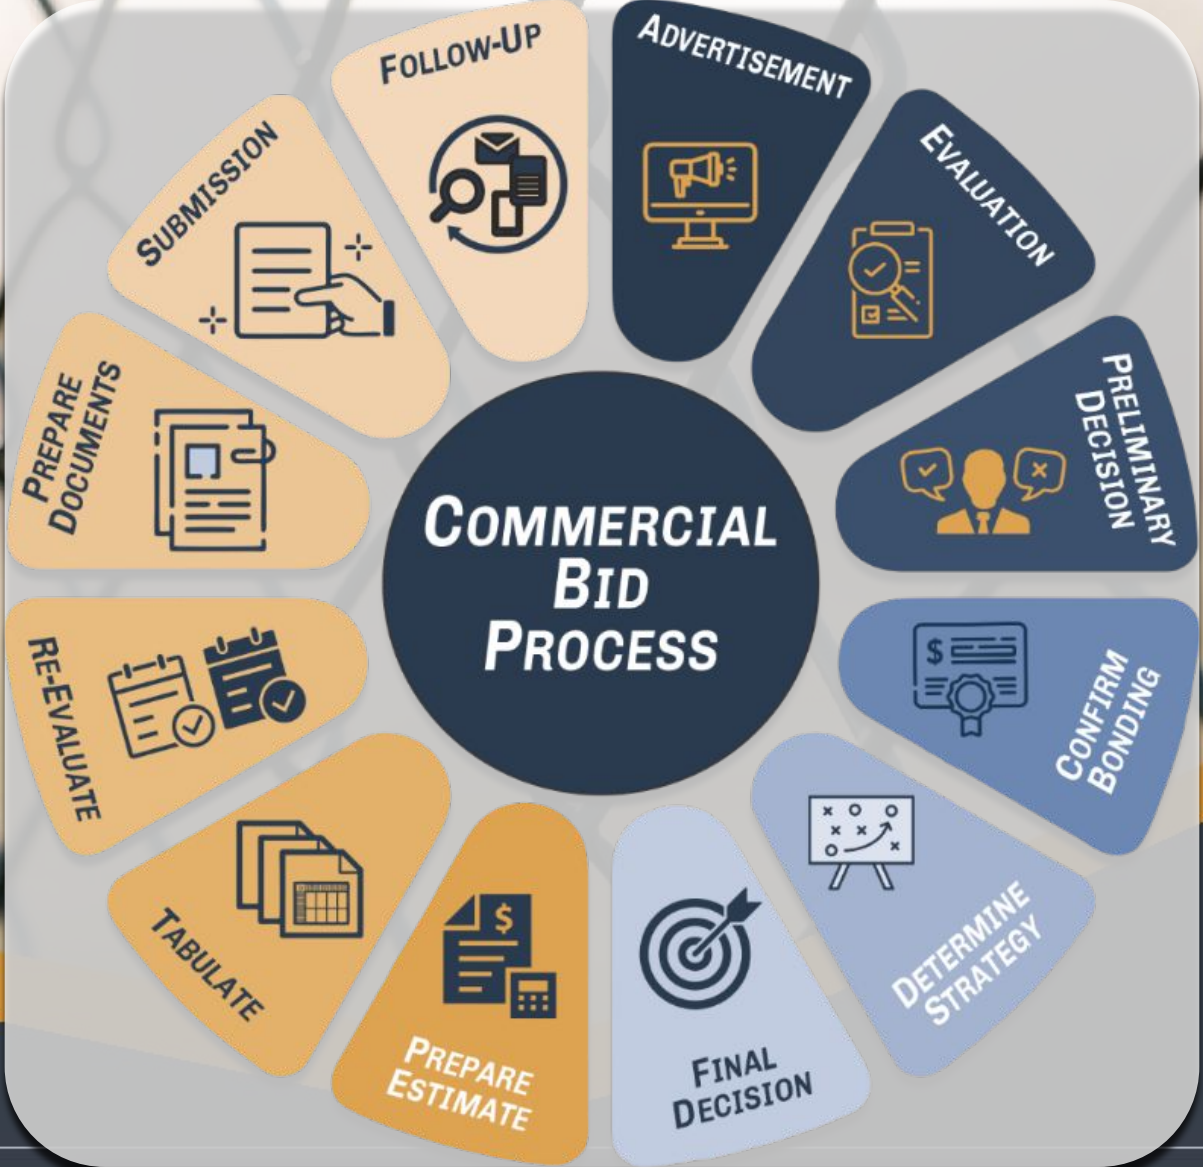 COMMERCIAL
BID
PROCESS
ADVERTISEMENT
EVALUATION
PRELIMINARY
DECISION
$
CONFIRM
BONDING
DETERMINE
STRATEGY
FINAL
DECISION
$
PREPARE
ESTIMATE
TABULATE
RE-EVALUATE
PREPARE
DOCUMENTS
SUBMISSION
FOLLOW-UP